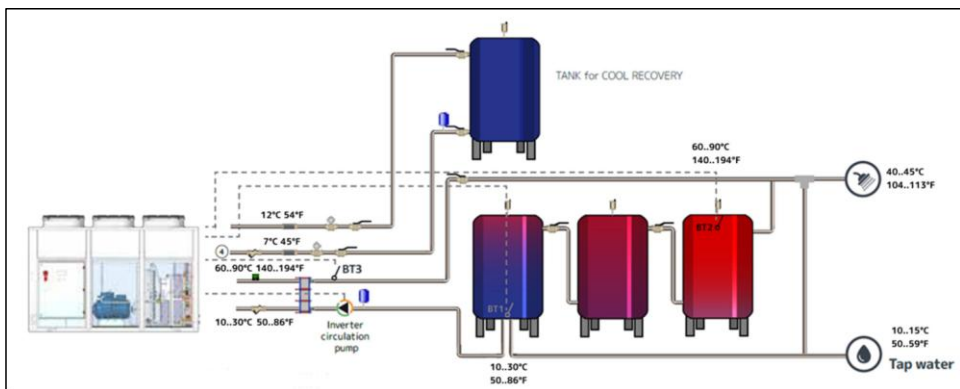 TANK for COOL RECOVERY
60..90°C
140..194°F
40..45°C
104..113°F
12°C 54°F
7°C 45°F
4
60..90°C 140..194°F
BT3
BT2
BT1
10..30°C 50..86°F
Inverter
circulation
pump
10..30°C
50..86°F
10..15°C
50..59°F
Tap water